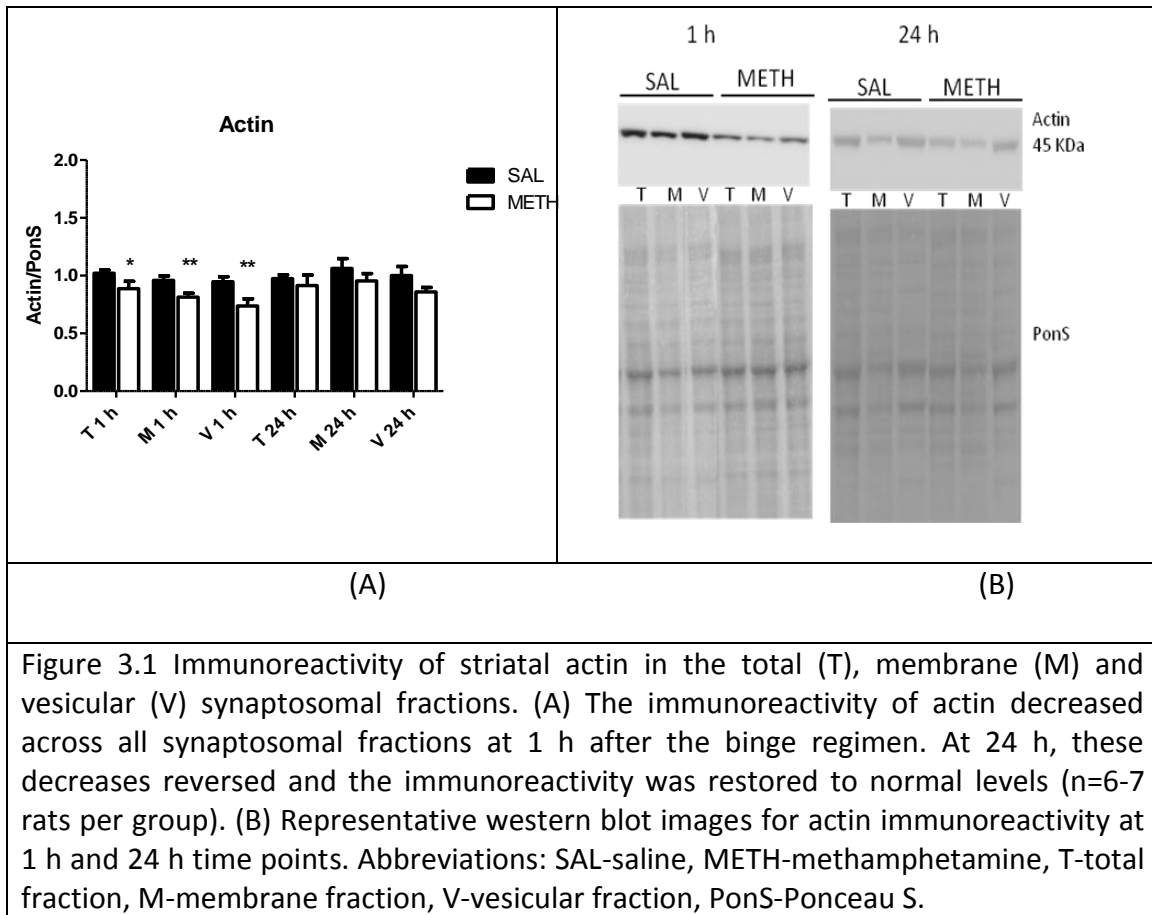 Actin
2.0
1.5
1.0
0.5
0.0
Actin/PonS
SAL
METH
* ** **
T 1 h M 1 h V 1 h T 24 h M 24 h V 24 h
1 h 24 h
SAL METH SAL METH
Actin
45 KDa
T M V T M V T M V T M V
PonS
(A) (B)
Figure 3.1 Immunoreactivity of striatal actin in the total (T), membrane (M) and
vesicular (V) synaptosomal fractions. (A) The immunoreactivity of actin decreased
across all synaptosomal fractions at 1 h after the binge regimen. At 24 h, these
decreases reversed and the immunoreactivity was restored to normal levels (n=6-7
rats per group). (B) Representative western blot images for actin immunoreactivity at
1 h and 24 h time points. Abbreviations: SAL-saline, METH-methamphetamine, T-total
fraction, M-membrane fraction, V-vesicular fraction, PonS-Ponceau S.